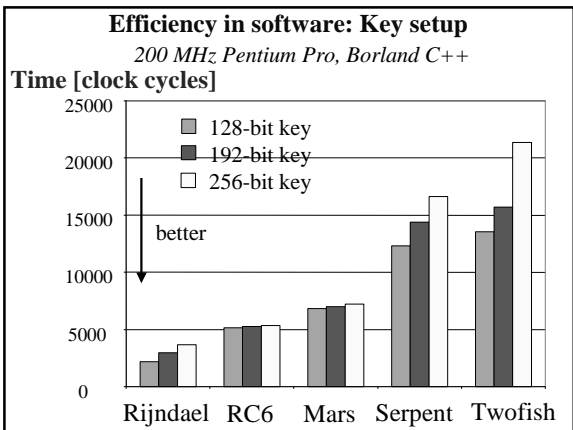 Efficiency in software: Key setup
200 MHz Pentium Pro, Borland C++
Time [clock cycles]
25000
128-bit key
20000
192-bit key
256-bit key
15000
better
10000
5000
0
Rijndael RC6 Mars Serpent Twofish